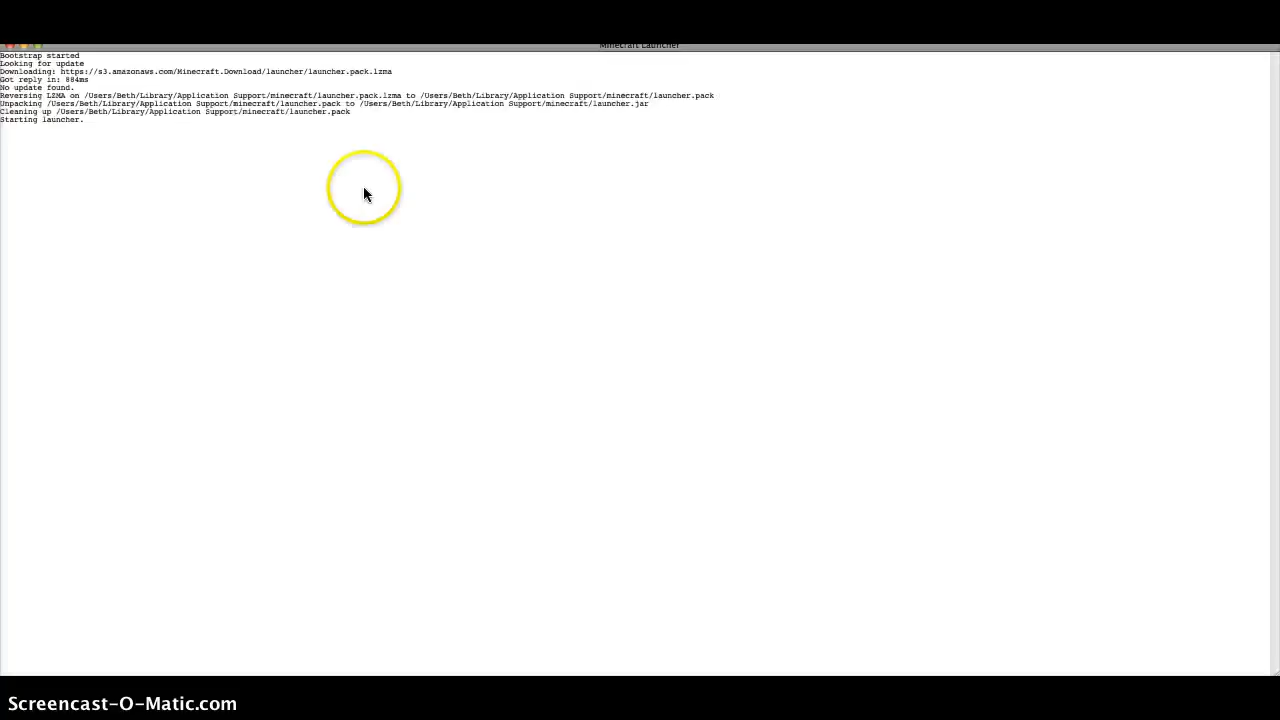 Minecraft Launcher
Bootstrap started
Looking for update
Downloading: https://s3.amazonaws.com/Minecraft.Download/launcher/launcher.pack.lzma
Got reply in: 884ms
No update found.
Reversing LZMA on /Users/Beth/Library/Application Support/minecraft/launcher.pack.lzma to /Users/Beth/Library/Application Support/minecraft/launcher.pack
Unpacking /Users/Beth/Library/Application Support/minecraft/launcher.pack to /Users/Beth/Library/Application Support/minecraft/launcher.jar
Cleaning up /Users/Beth/Library/Application Support/minecraft/launcher.pack
Starting launcher.
Screencast-O-Matic.com